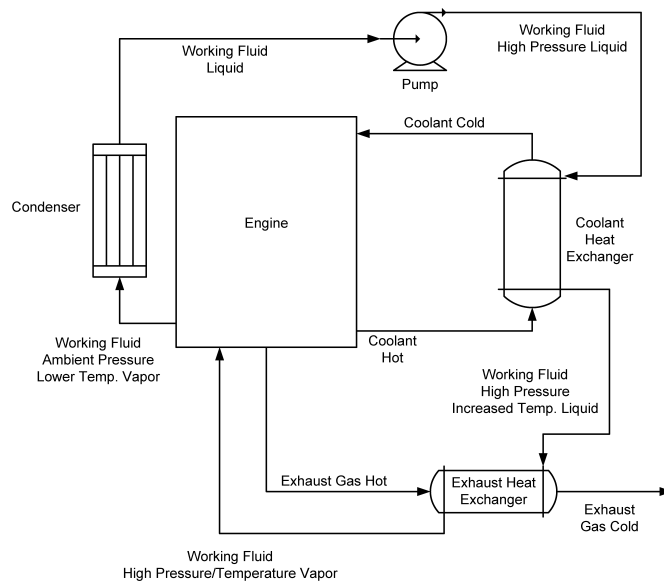 Working Fluid
Liquid
Pump
Working Fluid
High Pressure Liquid
Coolant Cold
Condenser
Engine
Coolant
Heat
Exchanger
Working Fluid
Ambient Pressure
Lower Temp. Vapor
Coolant
Hot
Working Fluid
High Pressure
Increased Temp. Liquid
Exhaust Gas Hot
Exhaust Heat
Exchanger
Exhaust
Gas Cold
Working Fluid
High Pressure/Temperature Vapor